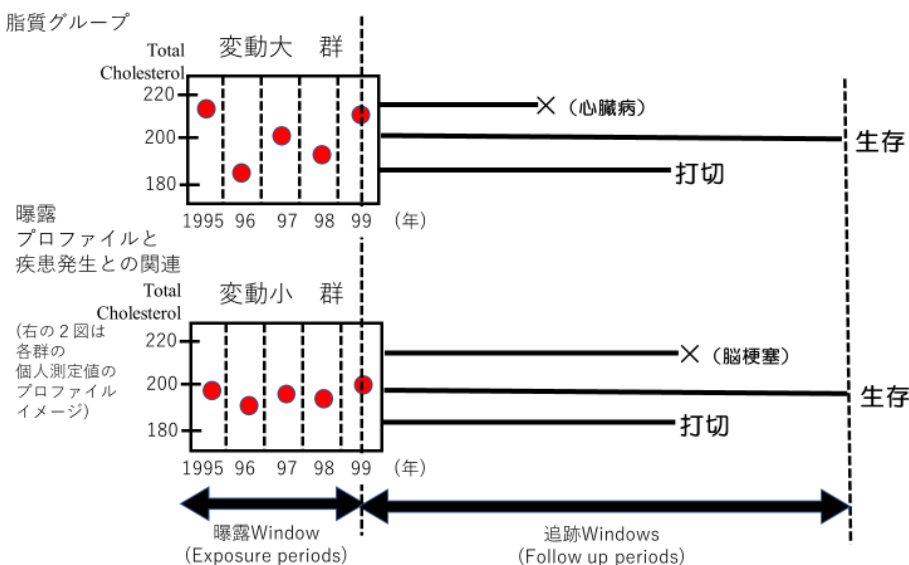 脂質グループ
変動大 群
Total
Cholesterol
220
200
180
1995 96 97 98 99 (年)
×（心臓病）
生存
打切
曝露
プロファイルと
疾患発生との関連
(右の２図は
各群の
個人測定値の
プロファイル
イメージ)
変動小 群
Total
Cholesterol
220
200
180
1995 96 97 98 99 (年)
×（脳梗塞）
生存
打切
曝露Window
(Exposure periods)
追跡Windows
(Follow up periods)